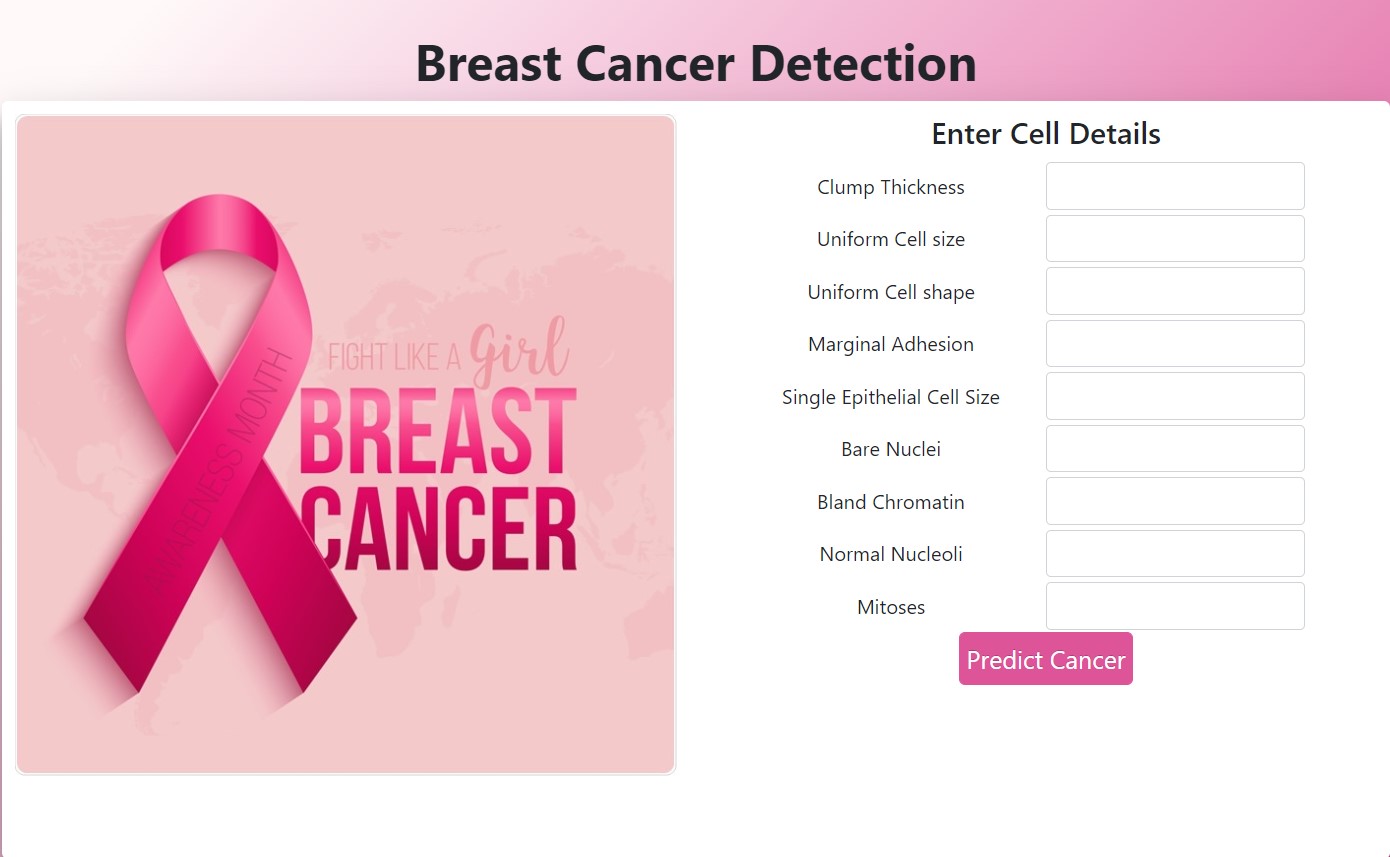 Breast Cancer Detection
FIGHT LIKE A Girl
BREAST
CANCER
AWARENESS MONTH
Enter Cell Details
Clump Thickness
Uniform Cell size
Uniform Cell shape
Marginal Adhesion
Single Epithelial Cell Size
Bare Nuclei
Bland Chromatin
Normal Nucleoli
Mitoses
Predict Cancer